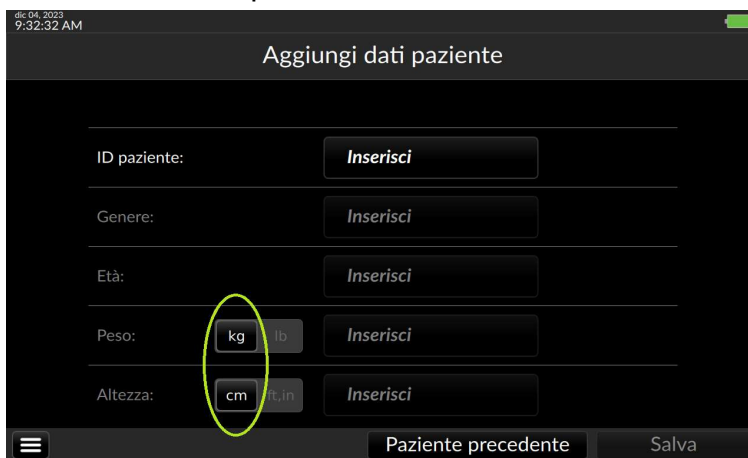 dic 04, 2023
9:32:32 AM
Aggiungi dati paziente
ID paziente: Inserisci
Genere: Inserisci
Età: Inserisci
Peso: kg lb Inserisci
Altezza: cm ft,in Inserisci
Paziente precedente Salva